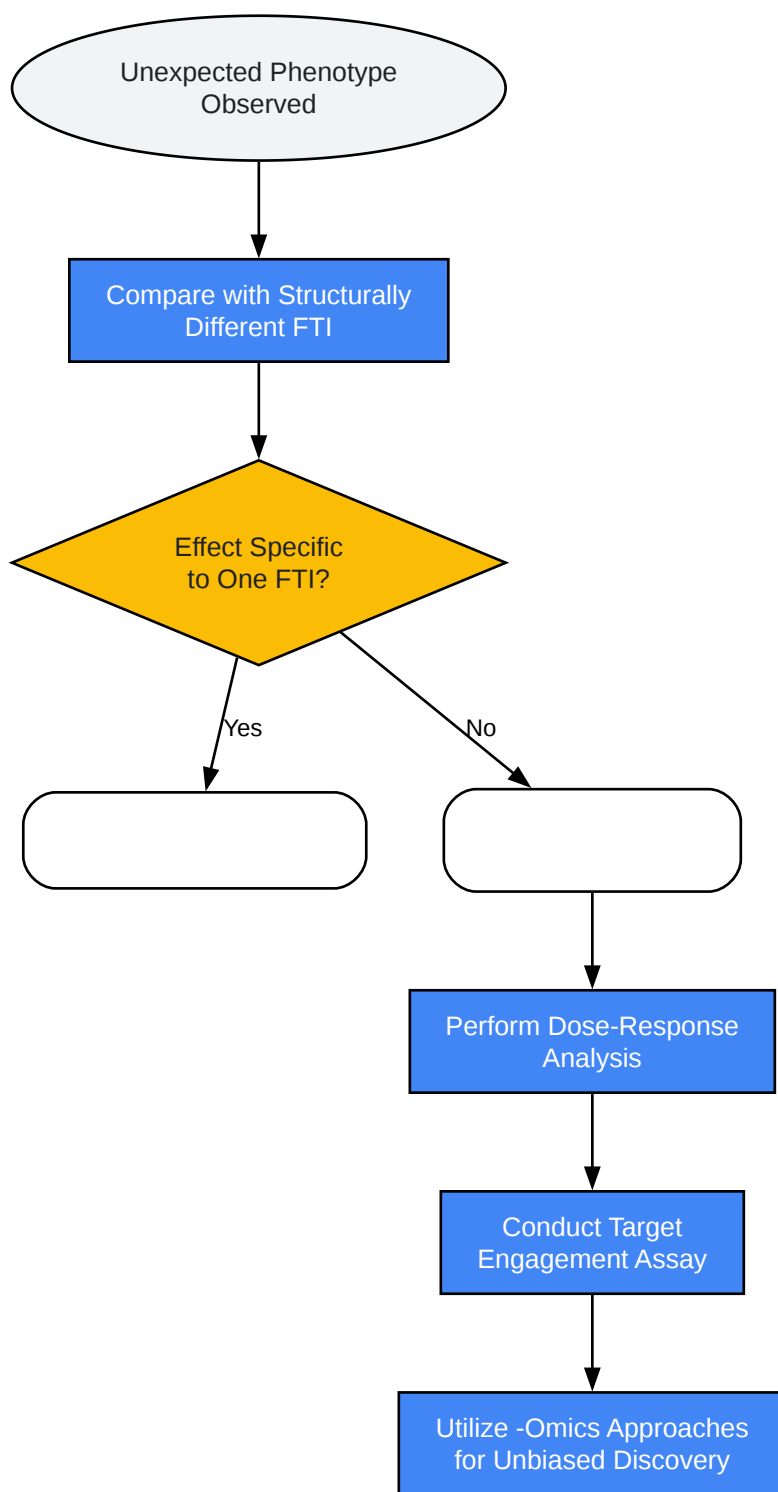 Unexpected Phenotype
Observed
Compare with Structurally
Different FTI
Effect Specific
to One FTI?
Yes
No
Perform Dose-Response
Analysis
Conduct Target
Engagement Assay
Utilize -Omics Approaches
for Unbiased Discovery